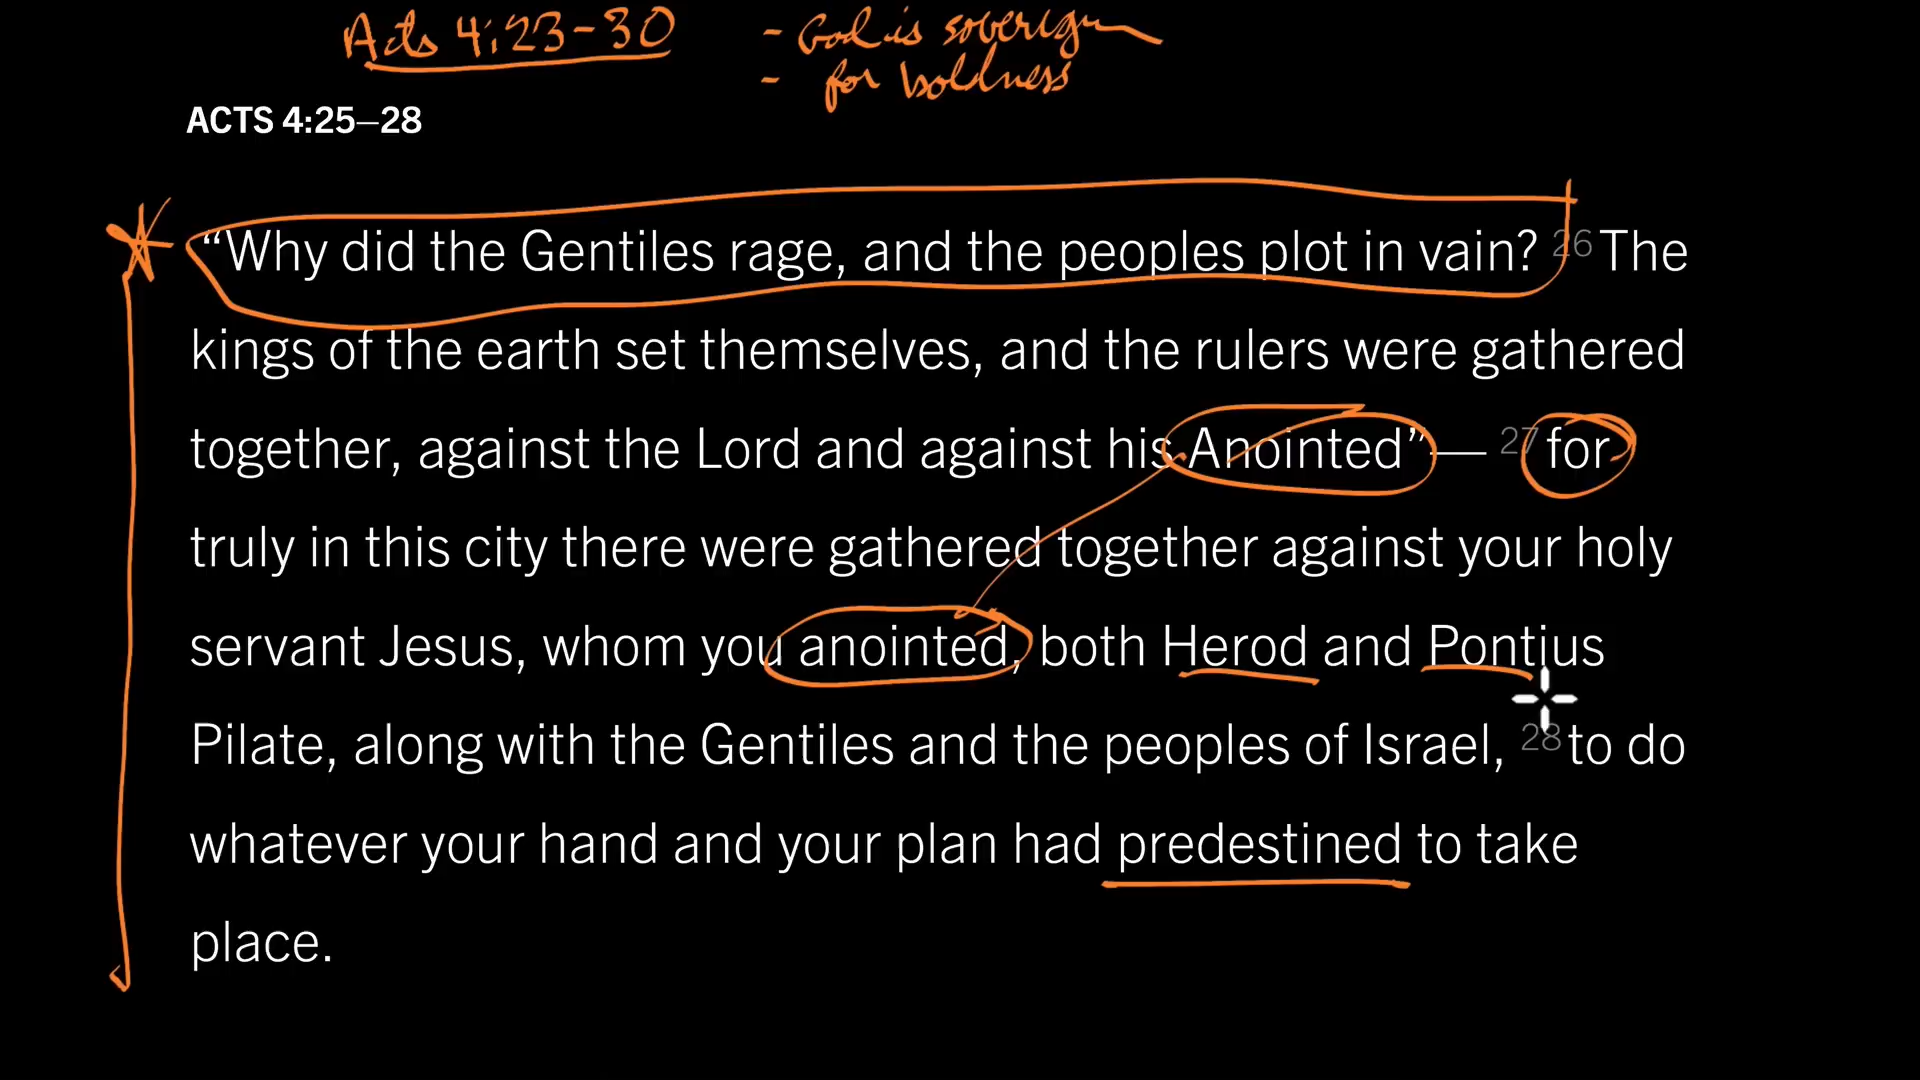 Acts 4:23-30 - God is sovereign
- for boldness
ACTS 4:25–28
“Why did the Gentiles rage, and the peoples plot in vain? 26 The
kings of the earth set themselves, and the rulers were gathered
together, against the Lord and against his Anointed”— 27 for
truly in this city there were gathered together against your holy
servant Jesus, whom you anointed, both Herod and Pontius
Pilate, along with the Gentiles and the peoples of Israel, 28 to do
whatever your hand and your plan had predestined to take
place.